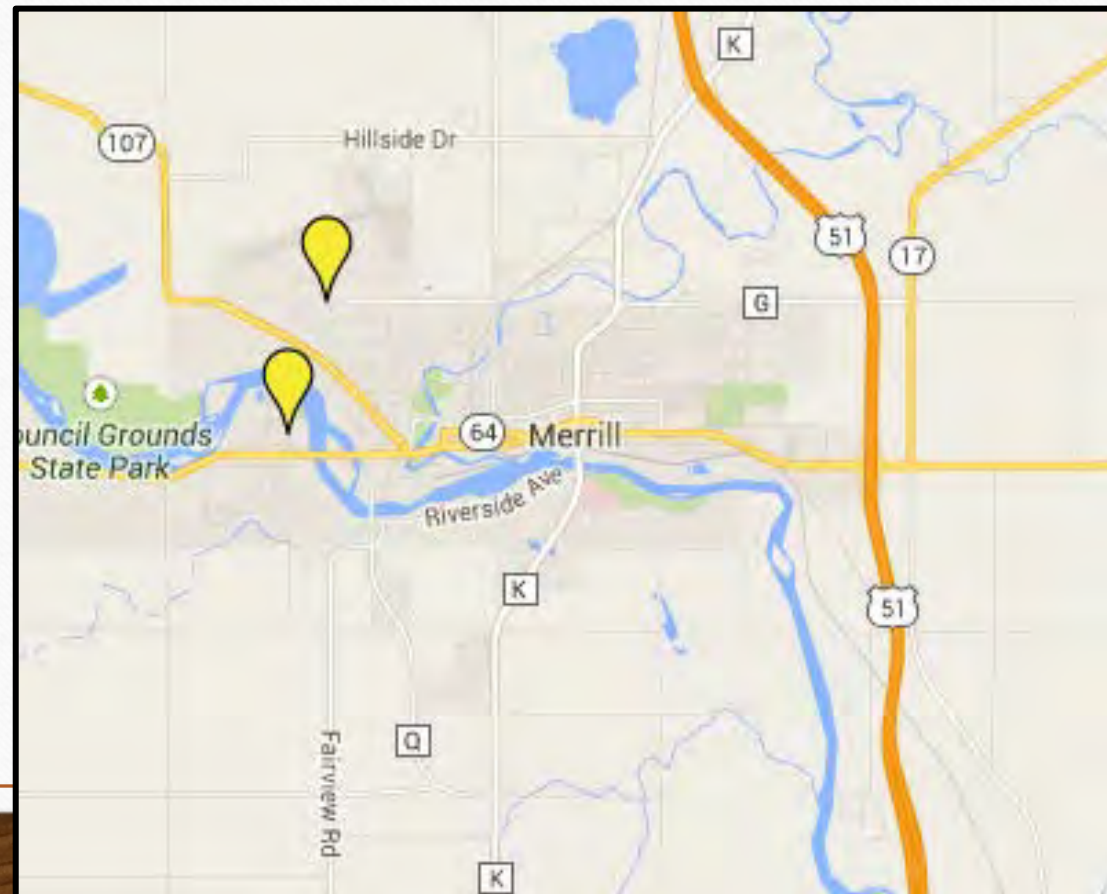 K
107
Hillside Dr
51
17
G
ouncil Grounds
State Park
64
Merrill
Riverside Ave
K
51
Q
Fairview Rd
K